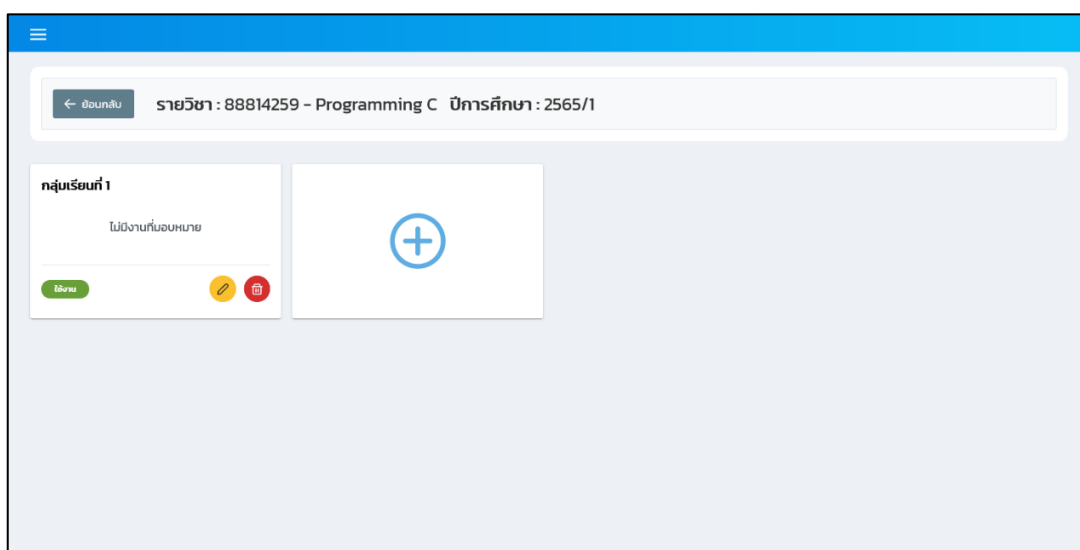 ย้อนกลับ รายวิชา : 88814259 - Programming C ปีการศึกษา : 2565/1
กลุ่มเรียนที่ 1
ไม่มีงานที่มอบหมาย
ใช้งาน